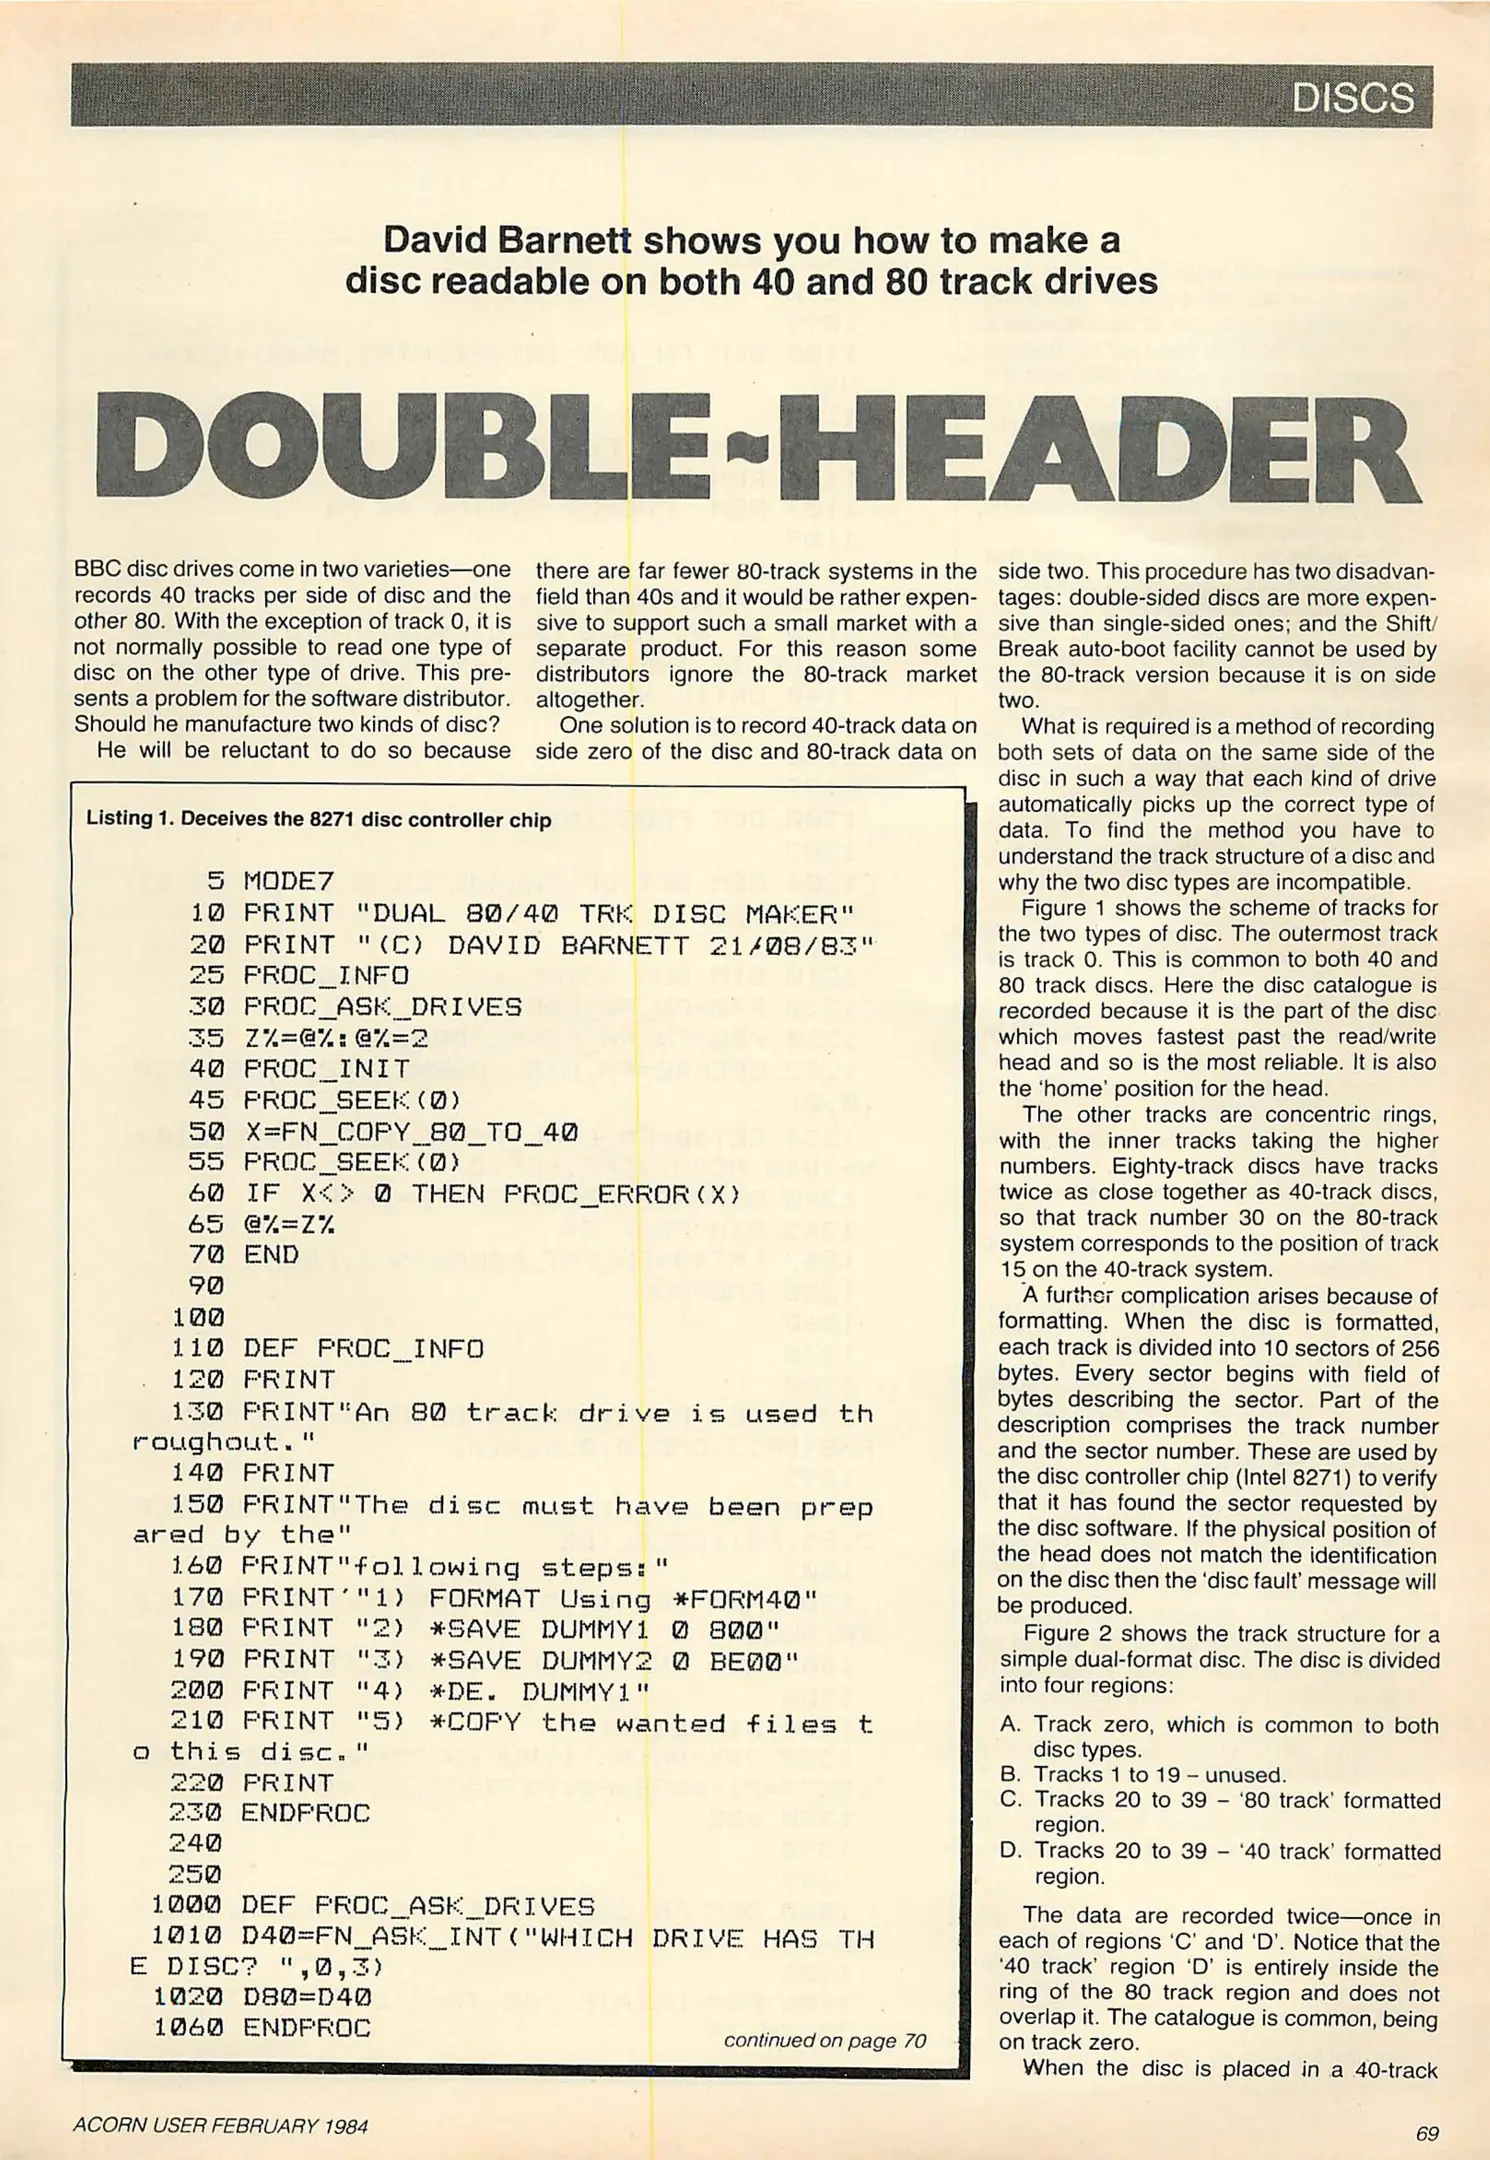 DISCS
David Barnett shows you how to make a
disc readable on both 40 and 80 track drives
DOUBLE-HEADER
BBC disc drives come in two varieties—one
records 40 tracks per side of disc and the
other 80. With the exception of track 0, it is
not normally possible to read one type of
disc on the other type of drive. This pre-
sents a problem for the software distributor.
Should he manufacture two kinds of disc?
He will be reluctant to do so because
there are far fewer 80-track systems in the
field than 40s and it would be rather expen-
sive to support such a small market with a
separate product. For this reason some
distributors ignore the 80-track market
altogether.
One solution is to record 40-track data on
side zero of the disc and 80-track data on
Listing 1. Deceives the 8271 disc controller chip
5 MODE7
10 PRINT "DUAL 80/40 TRK DISC MAKER"
20 PRINT "(C) DAVID BARNETT 21/08/83"
25 PROC_INFO
30 PROC_ASK_DRIVES
35 Z%=@%:@%=2
40 PROC_INIT
45 PROC_SEEK(0)
50 X=FN_COPY_80_TO_40
55 PROC_SEEK(0)
60 IF X<> 0 THEN PROC_ERROR(X)
65 @%=Z%
70 END
90
100
110 DEF PROC_INFO
120 PRINT
130 PRINT"An 80 track drive is used th
roughout."
140 PRINT
150 PRINT"The disc must have been prep
ared by the"
160 PRINT"following steps:"
170 PRINT'"1) FORMAT Using *FORM40"
180 PRINT "2) *SAVE DUMMY1 0 800"
190 PRINT "3) *SAVE DUMMY2 0 BE00"
200 PRINT "4) *DE. DUMMY1"
210 PRINT "5) *COPY the wanted files t
o this disc."
220 PRINT
230 ENDPROC
240
250
1000 DEF PROC_ASK_DRIVES
1010 D40=FN_ASK_INT("WHICH DRIVE HAS TH
E DISC? ",0,3)
1020 D80=D40
1060 ENDPROC
continued on page 70
side two. This procedure has two disadvan-
tages: double-sided discs are more expen-
sive than single-sided ones; and the Shift/
Break auto-boot facility cannot be used by
the 80-track version because it is on side
two.
What is required is a method of recording
both sets of data on the same side of the
disc in such a way that each kind of drive
automatically picks up the correct type of
data. To find the method you have to
understand the track structure of a disc and
why the two disc types are incompatible.
Figure 1 shows the scheme of tracks for
the two types of disc. The outermost track
is track 0. This is common to both 40 and
80 track discs. Here the disc catalogue is
recorded because it is the part of the disc
which moves fastest past the read/write
head and so is the most reliable. It is also
the 'home' position for the head.
The other tracks are concentric rings,
with the inner tracks taking the higher
numbers. Eighty-track discs have tracks
twice as close together as 40-track discs,
so that track number 30 on the 80-track
system corresponds to the position of track
15 on the 40-track system.
A further complication arises because of
formatting. When the disc is formatted,
each track is divided into 10 sectors of 256
bytes. Every sector begins with field of
bytes describing the sector. Part of the
description comprises the track number
and the sector number. These are used by
the disc controller chip (Intel 8271) to verify
that it has found the sector requested by
the disc software. If the physical position of
the head does not match the identification
on the disc then the 'disc fault' message will
be produced.
Figure 2 shows the track structure for a
simple dual-format disc. The disc is divided
into four regions:
A. Track zero, which is common to both
disc types.
B. Tracks 1 to 19 – unused.
C. Tracks 20 to 39 – '80 track' formatted
region.
D. Tracks 20 to 39 – '40 track' formatted
region.
The data are recorded twice—once in
each of regions 'C' and 'D'. Notice that the
'40 track' region 'D' is entirely inside the
ring of the 80 track region and does not
overlap it. The catalogue is common, being
on track zero.
When the disc is placed in a 40-track
ACORN USER FEBRUARY 1984
69